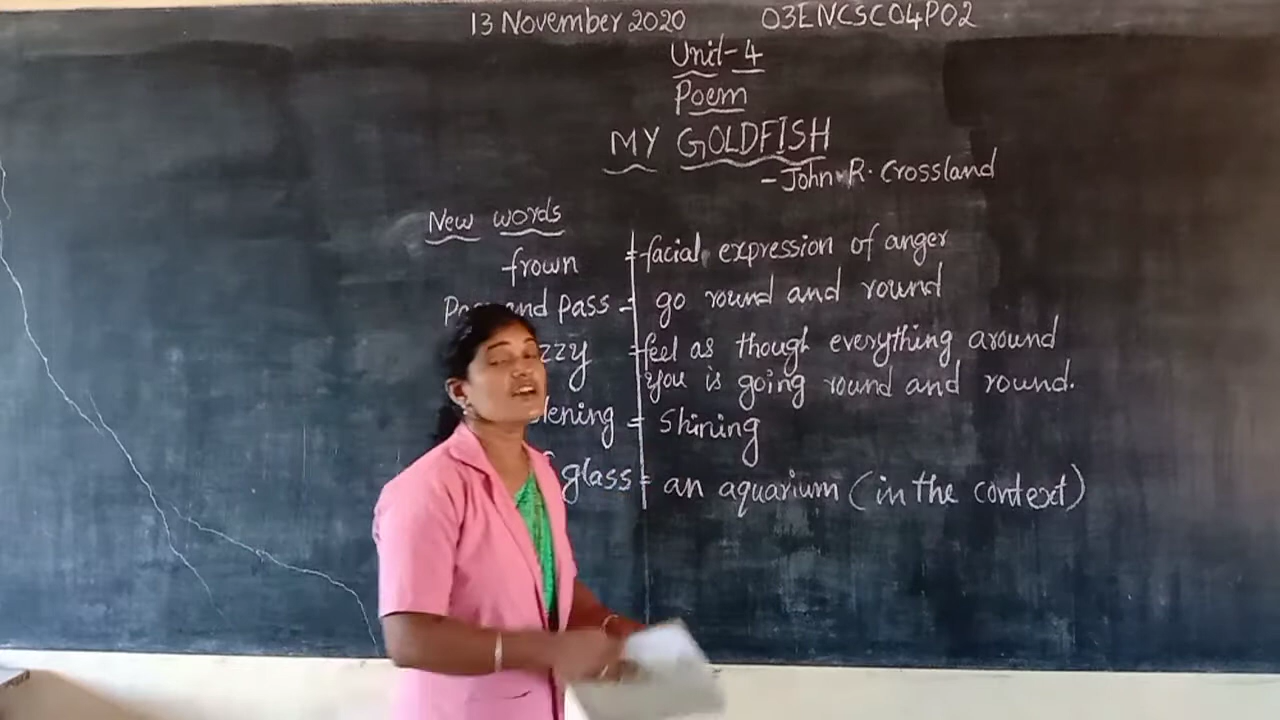 13 November 2020 03ENCSC04P02
Unit-4
Poem
MY GOLDFISH
-John R. Crossland
New words
frown = facial expression of anger
and pass = go round and round
= feel as though everything around
you is going round and round.
= Shining
glass = an aquarium (in the context)